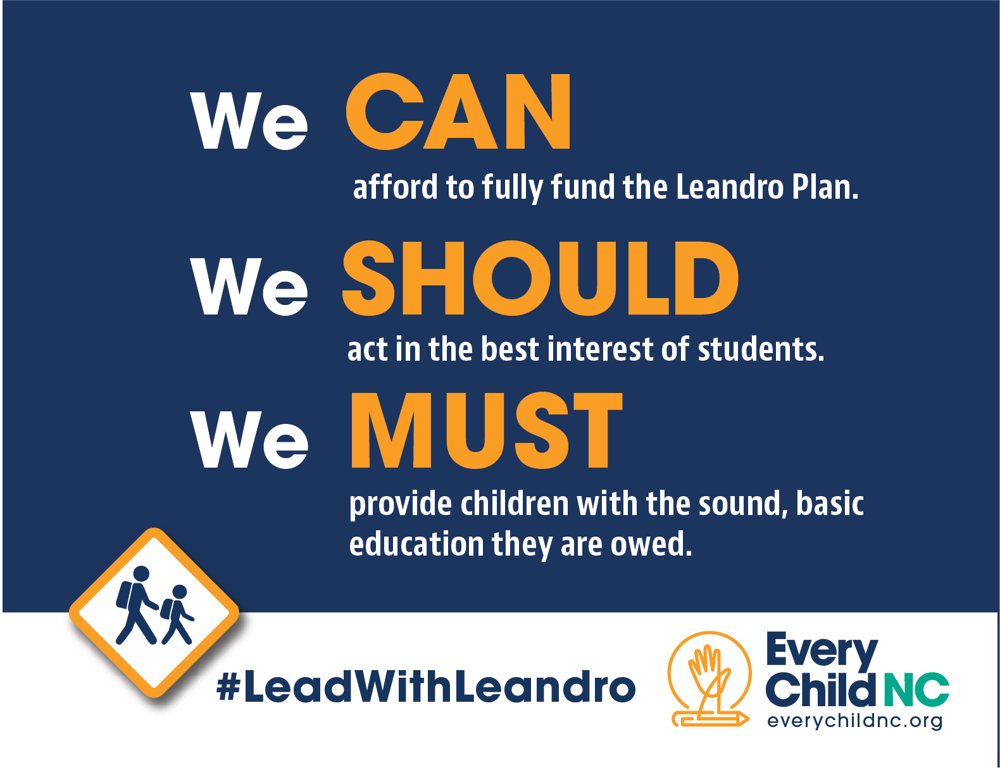 We CAN
afford to fully fund the Leandro Plan.
We SHOULD
act in the best interest of students.
We MUST
provide children with the sound, basic
education they are owed.
#LeadWithLeandro
Every
Child NC
everychildnc.org